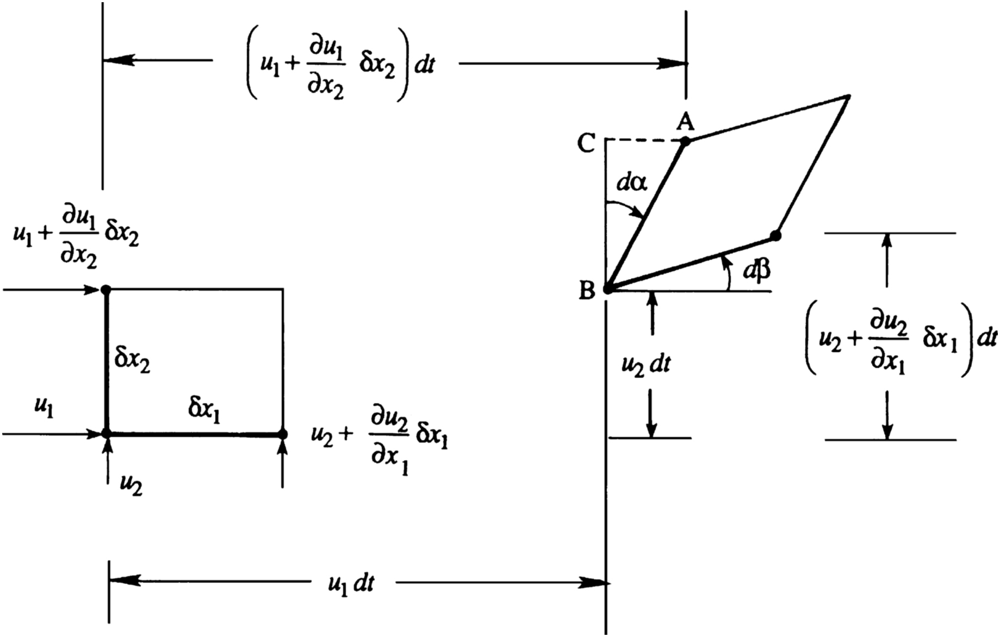 (u₁ + ∂u₁/∂x₂ δx₂) dt
A
C
dα
u₁ + ∂u₁/∂x₂ δx₂
dβ
B
(u₂ + ∂u₂/∂x₁ δx₁) dt
δx₂
u₂ dt
u₁
δx₁
u₂ + ∂u₂/∂x₁ δx₁
u₂
u₁ dt